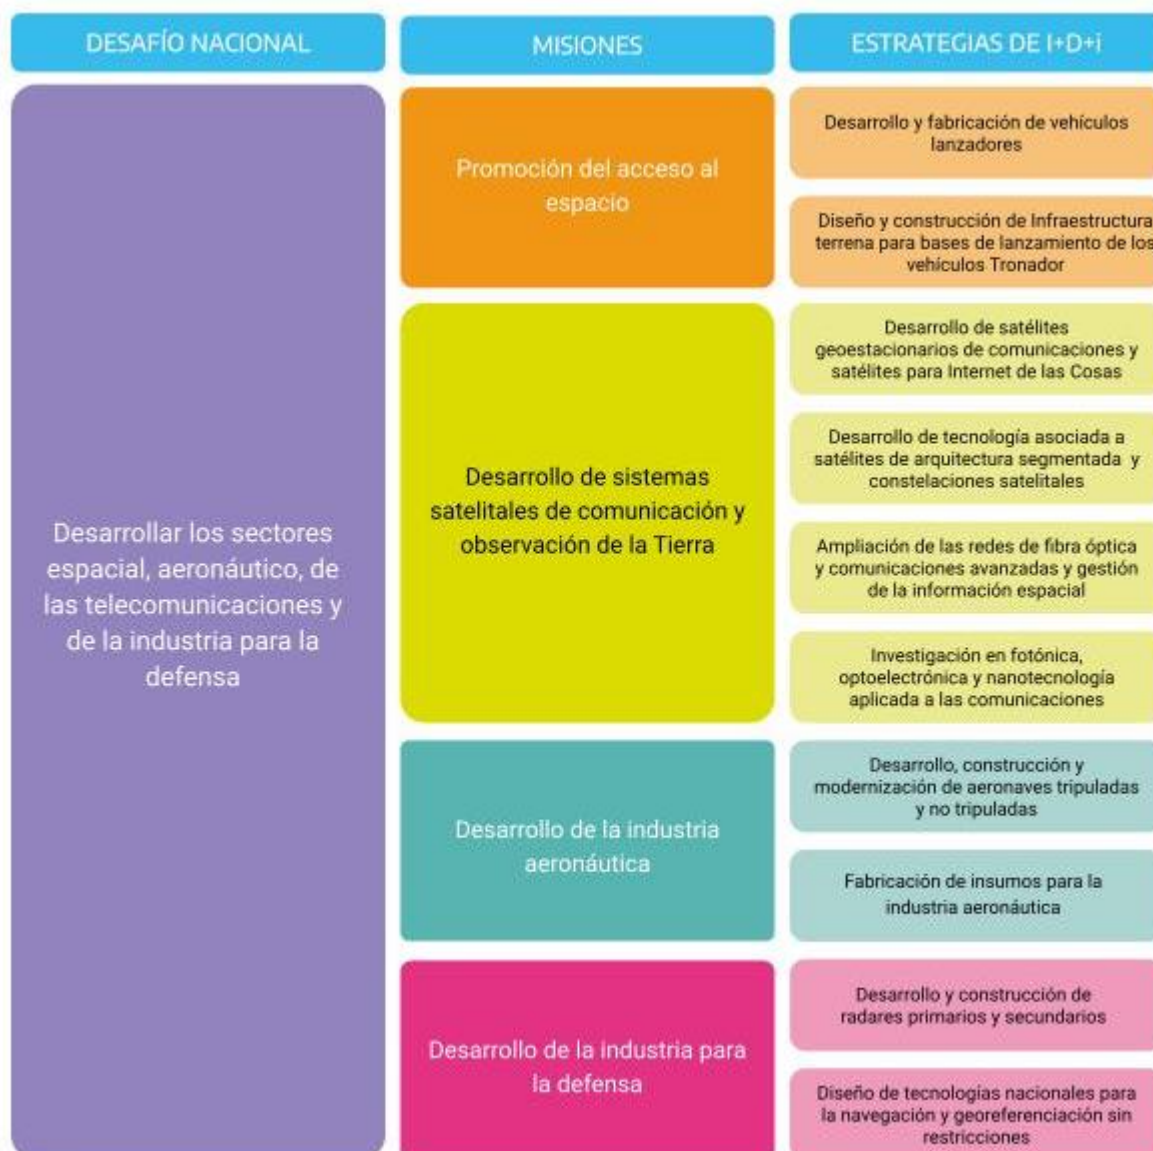 DESAFÍO NACIONAL
MISIONES
ESTRATEGIAS DE I+D+i
Desarrollar los sectores
espacial, aeronáutico, de
las telecomunicaciones y
de la industria para la
defensa
Promoción del acceso al
espacio
Desarrollo y fabricación de vehículos
lanzadores
Diseño y construcción de Infraestructura
terrena para bases de lanzamiento de los
vehículos Tronador
Desarrollo de sistemas
satelitales de comunicación y
observación de la Tierra
Desarrollo de satélites
geoestacionarios de comunicaciones y
satélites para Internet de las Cosas
Desarrollo de tecnología asociada a
satélites de arquitectura segmentada y
constelaciones satelitales
Ampliación de las redes de fibra óptica
y comunicaciones avanzadas y gestión
de la información espacial
Investigación en fotónica,
optoelectrónica y nanotecnología
aplicada a las comunicaciones
Desarrollo de la industria
aeronáutica
Desarrollo, construcción y
modernización de aeronaves tripuladas
y no tripuladas
Fabricación de insumos para la
industria aeronáutica
Desarrollo de la industria para
la defensa
Desarrollo y construcción de
radares primarios y secundarios
Diseño de tecnologías nacionales para
la navegación y georeferenciación sin
restricciones